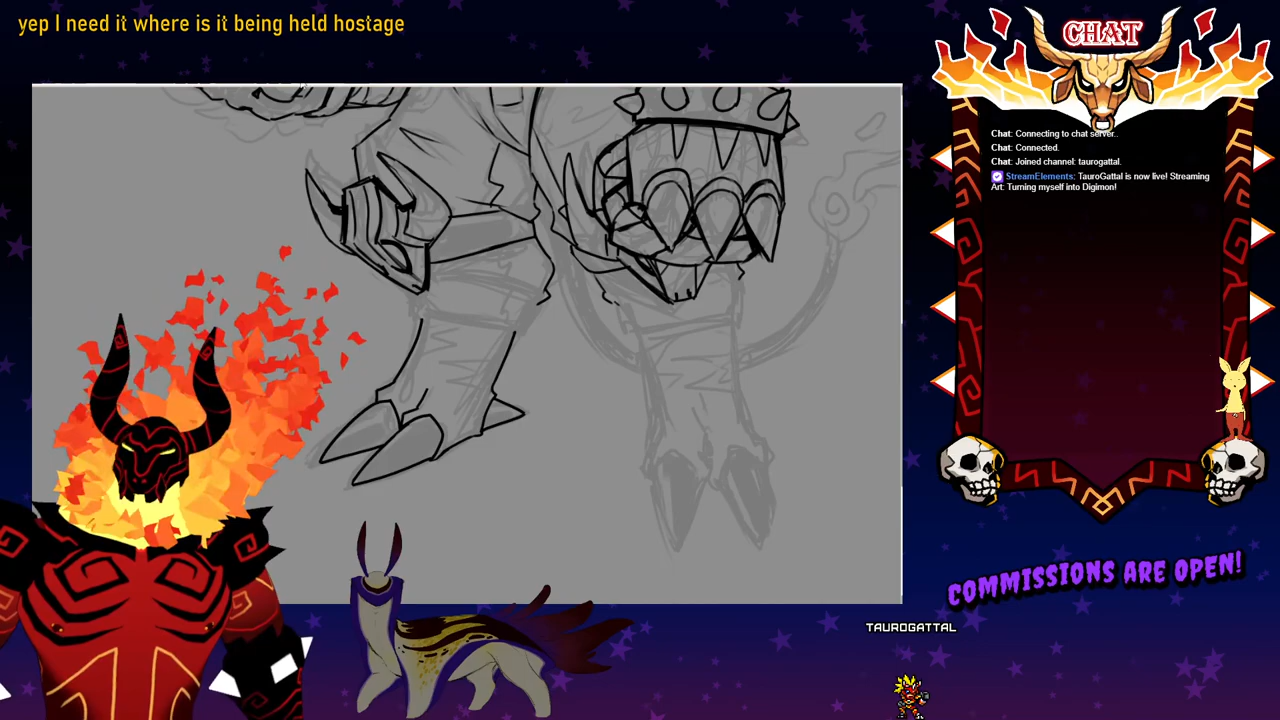 yep I need it where is it being held hostage
CHAT
Chat: Connecting to chat server..
Chat: Connected.
Chat: Joined channel: taurogattal.
StreamElements: TauroGattal is now live! Streaming
Art: Turning myself into Digimon!
COMMISSIONS ARE OPEN!
TAUROGATTAL